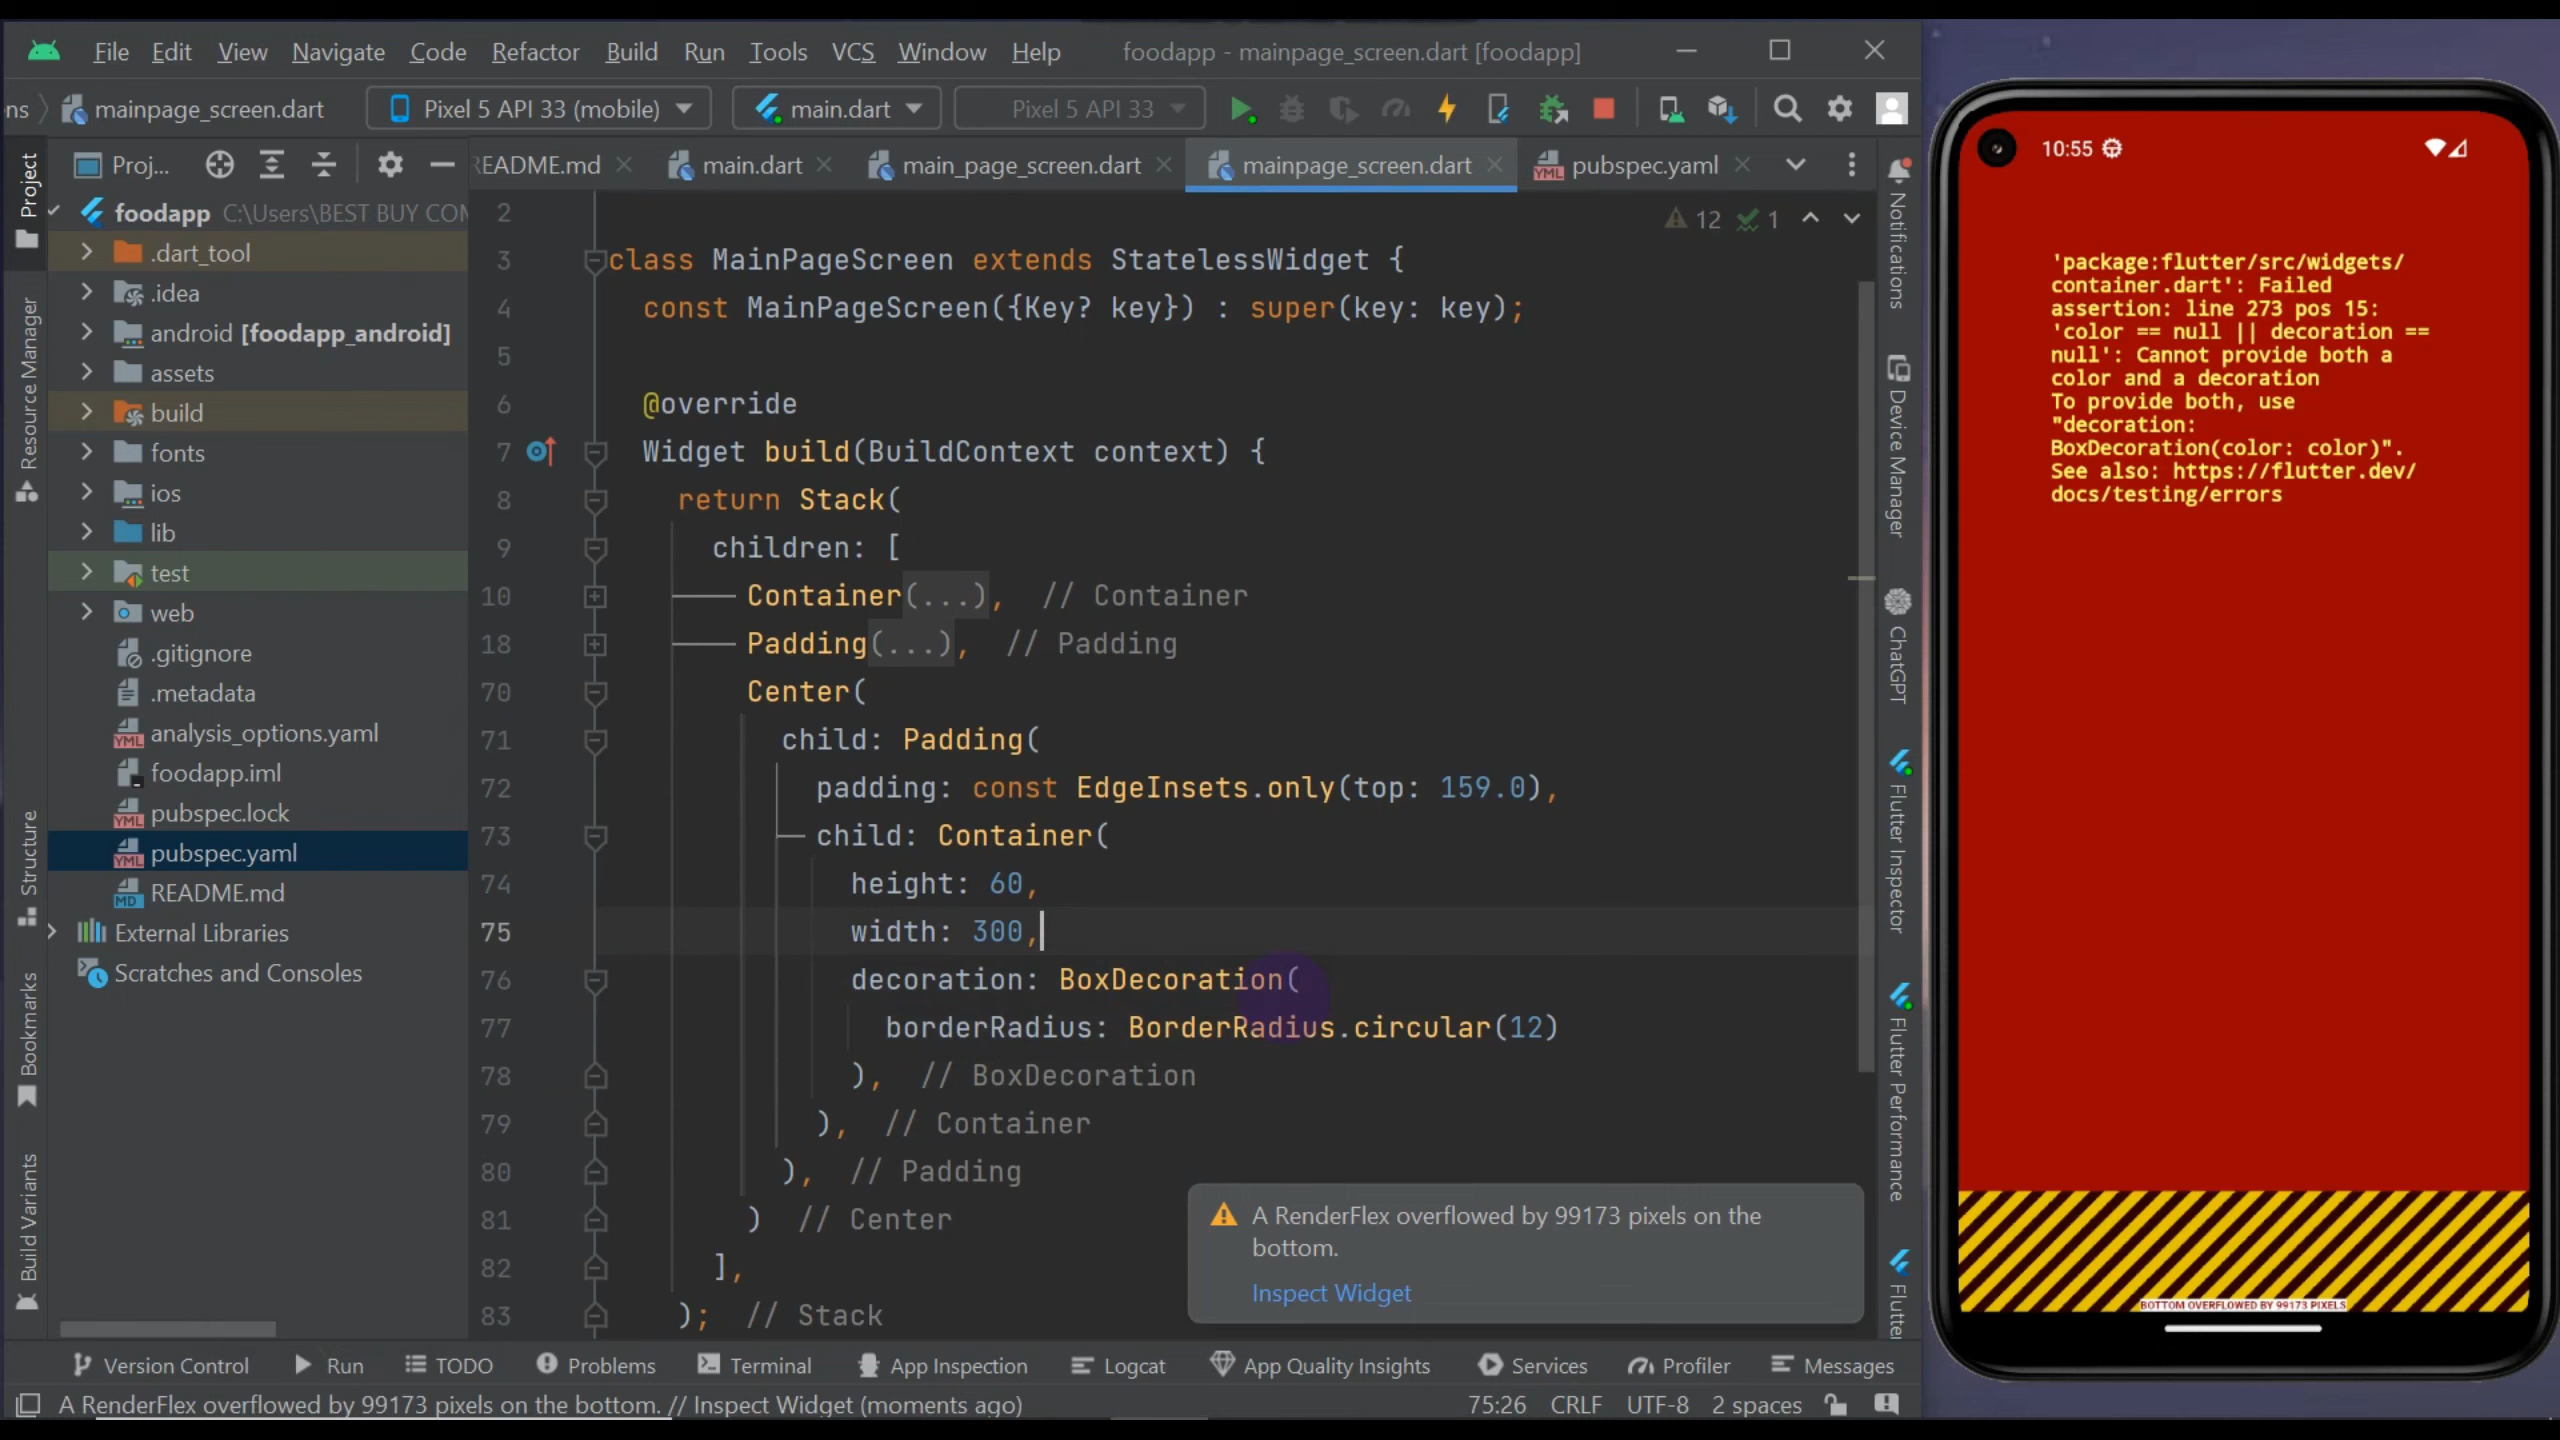 File Edit View Navigate Code Refactor Build Run Tools VCS Window Help foodapp - mainpage_screen.dart [foodapp]
ns mainpage_screen.dart Pixel 5 API 33 (mobile) main.dart Pixel 5 API 33
Proj... README.md main.dart main_page_screen.dart mainpage_screen.dart pubspec.yaml
Project
Resource Manager
Structure
Bookmarks
Build Variants
foodapp C:\Users\BEST BUY COM
.dart_tool
.idea
android [foodapp_android]
assets
build
fonts
ios
lib
test
web
.gitignore
.metadata
analysis_options.yaml
foodapp.iml
pubspec.lock
pubspec.yaml
README.md
External Libraries
Scratches and Consoles
12 1
2
3 class MainPageScreen extends StatelessWidget {
4 const MainPageScreen({Key? key}) : super(key: key);
5
6 @override
7 Widget build(BuildContext context) {
8 return Stack(
9 children: [
10 Container(...), // Container
18 Padding(...), // Padding
70 Center(
71 child: Padding(
72 padding: const EdgeInsets.only(top: 159.0),
73 child: Container(
74 height: 60,
75 width: 300,
76 decoration: BoxDecoration(
77 borderRadius: BorderRadius.circular(12)
78 ), // BoxDecoration
79 ), // Container
80 ), // Padding
81 ) // Center
82 ],
83 ); // Stack
A RenderFlex overflowed by 99173 pixels on the
bottom.
Inspect Widget
Notifications
Device Manager
ChatGPT
Flutter Inspector
Flutter Performance
Flutter
Version Control Run TODO Problems Terminal App Inspection Logcat App Quality Insights Services Profiler Messages
A RenderFlex overflowed by 99173 pixels on the bottom. // Inspect Widget (moments ago) 75:26 CRLF UTF-8 2 spaces
10:55
'package:flutter/src/widgets/
container.dart': Failed
assertion: line 273 pos 15:
'color == null || decoration ==
null': Cannot provide both a
color and a decoration
To provide both, use
"decoration:
BoxDecoration(color: color)".
See also: https://flutter.dev/
docs/testing/errors
BOTTOM OVERFLOWED BY 99173 PIXELS